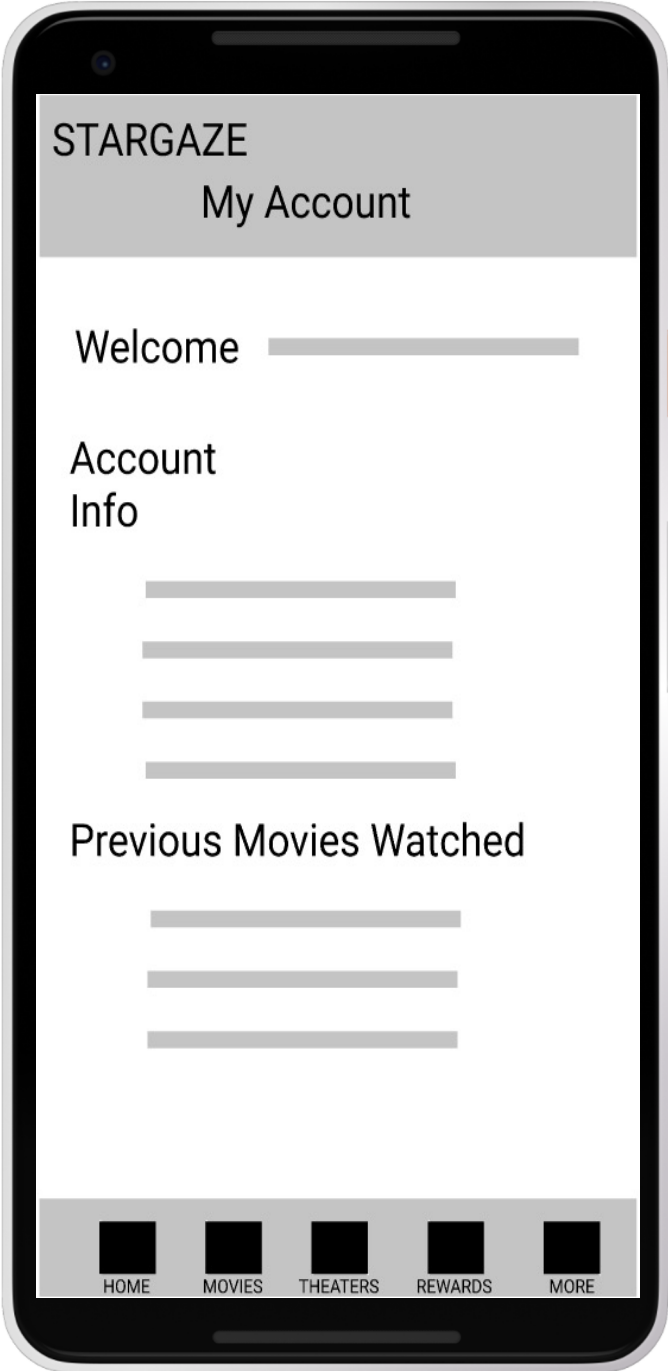 STARGAZE
My Account
Welcome
Account
Info
Previous Movies Watched
HOME MOVIES THEATERS REWARDS MORE